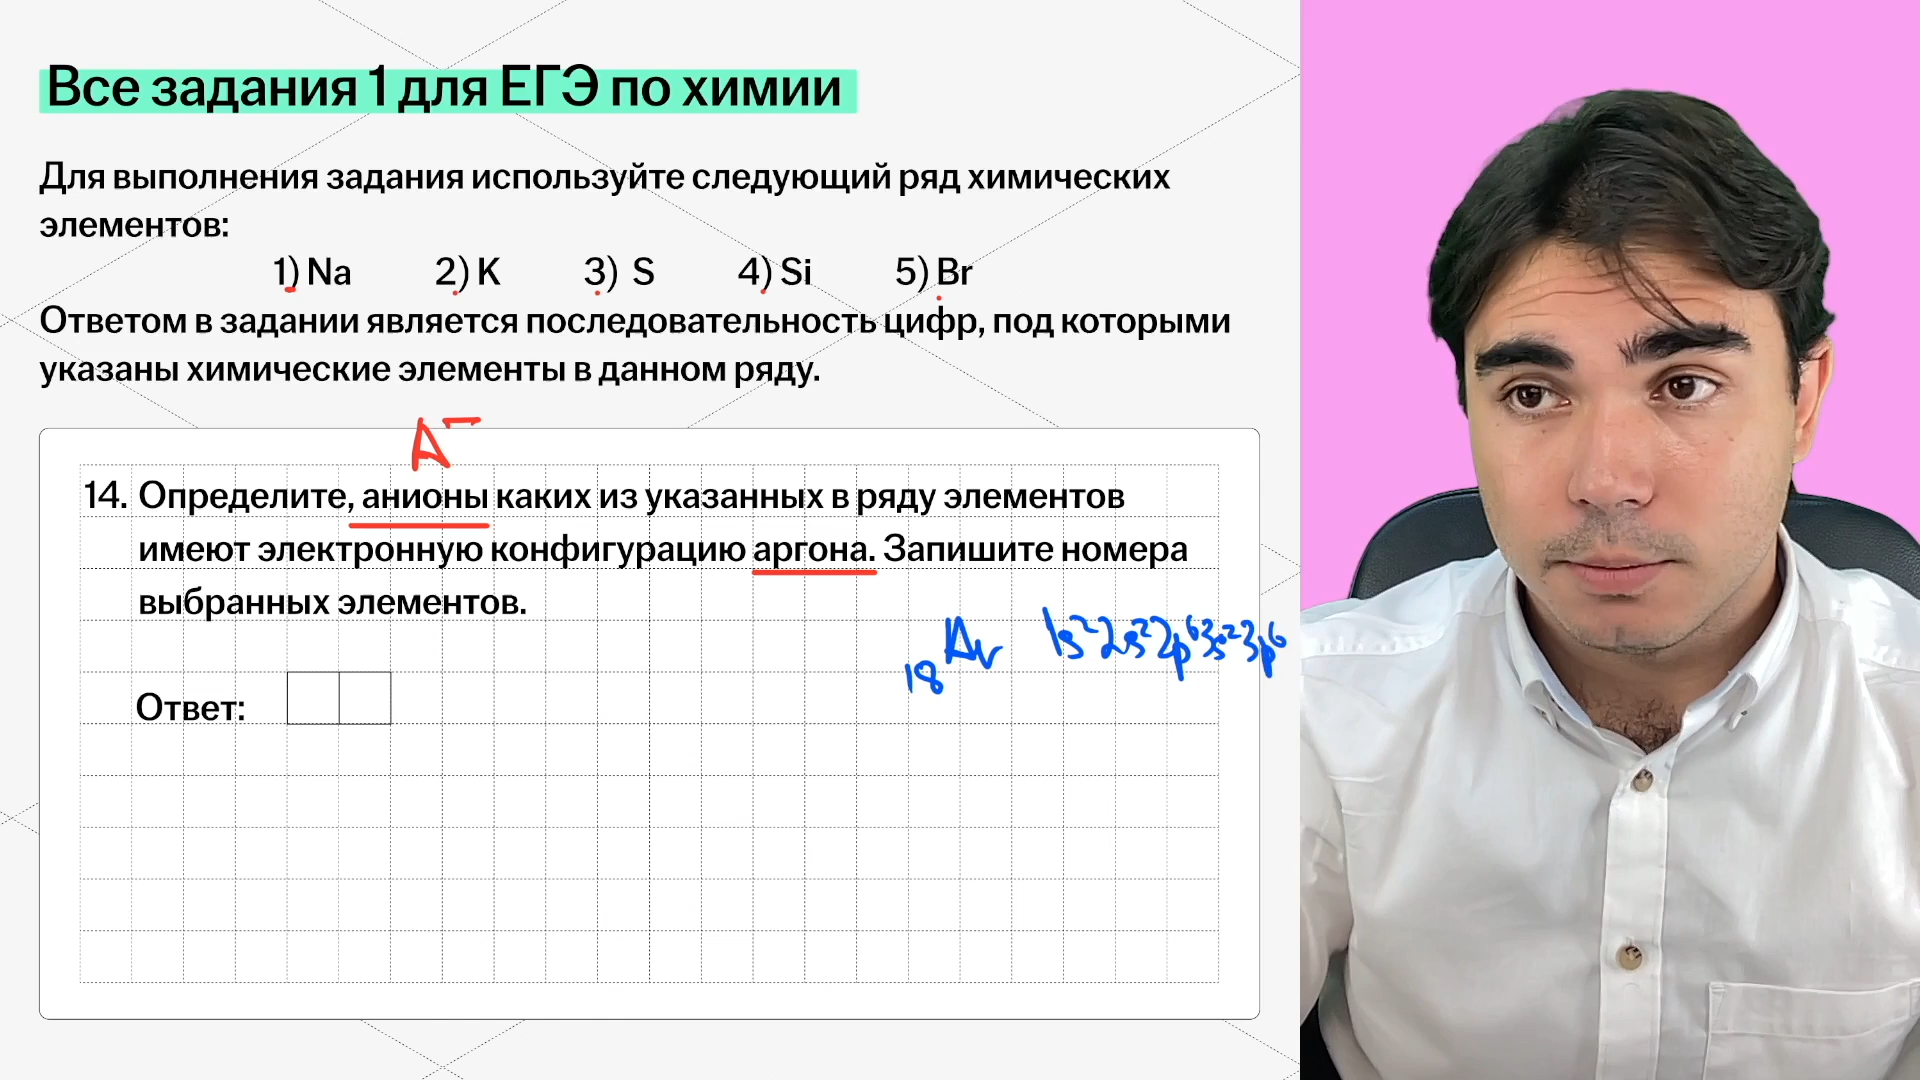 Все задания 1 для ЕГЭ по химии
Для выполнения задания используйте следующий ряд химических
элементов:
1) Na 2) K 3) S 4) Si 5) Br
Ответом в задании является последовательность цифр, под которыми
указаны химические элементы в данном ряду.
A⁻
14. Определите, анионы каких из указанных в ряду элементов
имеют электронную конфигурацию аргона. Запишите номера
выбранных элементов.
₁₈Ar 1s²2s²2p⁶3s²3p⁶
Ответ: